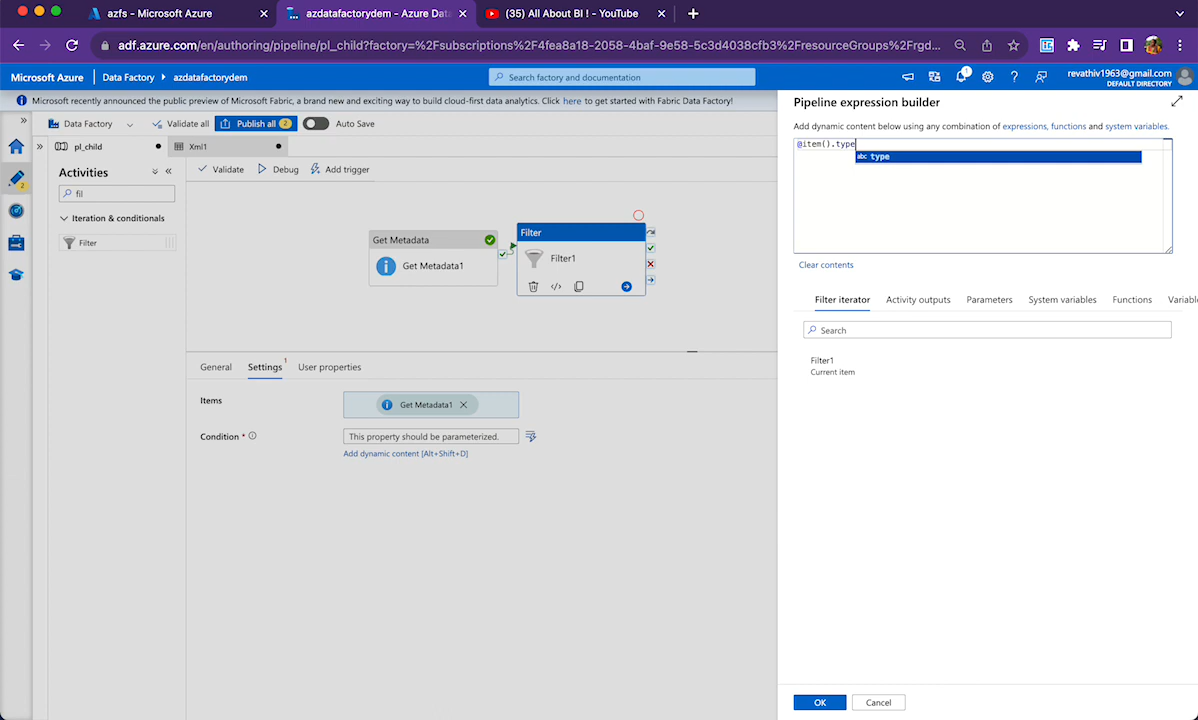 azfs - Microsoft Azure
azdatafactorydem - Azure Data
(35) All About BI ! - YouTube
adf.azure.com/en/authoring/pipeline/pl_child?factory=%2Fsubscriptions%2F4fea8a18-2058-4baf-9e58-5c3d4038cfb3%2FresourceGroups%2Frgd...
Microsoft Azure
Data Factory
azdatafactorydem
Search factory and documentation
1
revathiv1963@gmail.com
DEFAULT DIRECTORY
Microsoft recently announced the public preview of Microsoft Fabric, a brand new and exciting way to build cloud-first data analytics. Click here to get started with Fabric Data Factory!
Data Factory
Validate all
Publish all 2
Auto Save
pl_child
Xml1
2
Activities
fil
Iteration & conditionals
Filter
Validate
Debug
Add trigger
Get Metadata
Get Metadata1
Filter
Filter1
General
Settings 1
User properties
Items
Get Metadata1
Condition *
This property should be parameterized.
Add dynamic content [Alt+Shift+D]
Pipeline expression builder
Add dynamic content below using any combination of expressions, functions and system variables.
@item().type
abc type
Clear contents
Filter iterator
Activity outputs
Parameters
System variables
Functions
Variabl
Search
Filter1
Current item
OK
Cancel